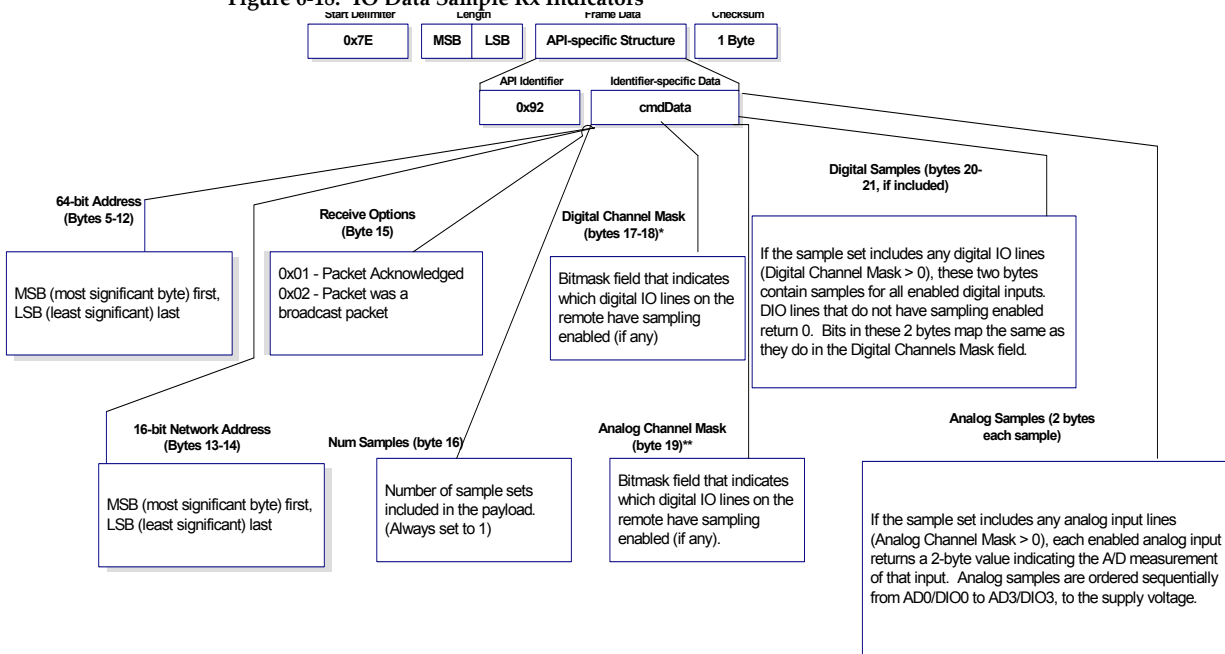 Figure 6-18. IO Data Sample Rx Indicators
Start Delimiter
Length
Frame Data
Checksum
0x7E
MSB
LSB
API-specific Structure
1 Byte
API Identifier
Identifier-specific Data
0x92
cmdData
64-bit Address
(Bytes 5-12)
MSB (most significant byte) first,
LSB (least significant) last
Receive Options
(Byte 15)
0x01 - Packet Acknowledged
0x02 - Packet was a
broadcast packet
Digital Channel Mask
(bytes 17-18)*
Bitmask field that indicates
which digital IO lines on the
remote have sampling
enabled (if any)
Digital Samples (bytes 20-
21, if included)
If the sample set includes any digital IO lines
(Digital Channel Mask > 0), these two bytes
contain samples for all enabled digital inputs.
DIO lines that do not have sampling enabled
return 0. Bits in these 2 bytes map the same as
they do in the Digital Channels Mask field.
16-bit Network Address
(Bytes 13-14)
MSB (most significant byte) first,
LSB (least significant) last
Num Samples (byte 16)
Number of sample sets
included in the payload.
(Always set to 1)
Analog Channel Mask
(byte 19)**
Bitmask field that indicates
which digital IO lines on the
remote have sampling
enabled (if any).
Analog Samples (2 bytes
each sample)
If the sample set includes any analog input lines
(Analog Channel Mask > 0), each enabled analog input
returns a 2-byte value indicating the A/D measurement
of that input. Analog samples are ordered sequentially
from AD0/DIO0 to AD3/DIO3, to the supply voltage.